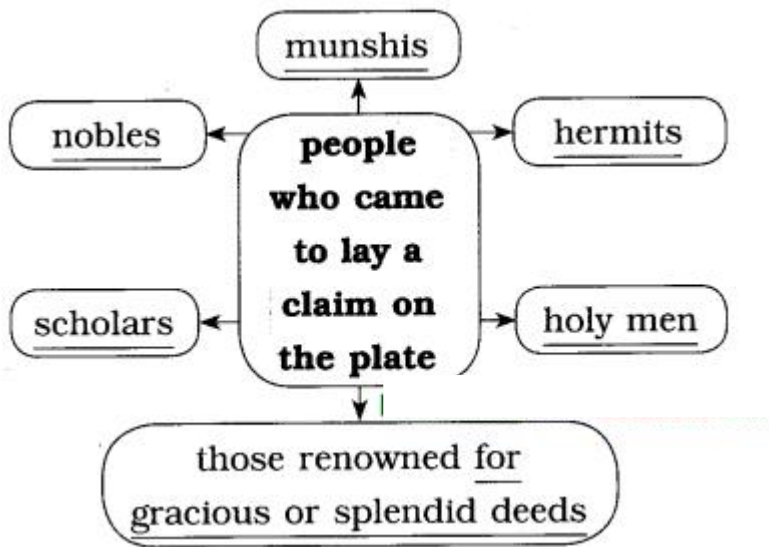 munshis
nobles
hermits
people
who came
to lay a
claim on
the plate
scholars
holy men
those renowned for
gracious or splendid deeds